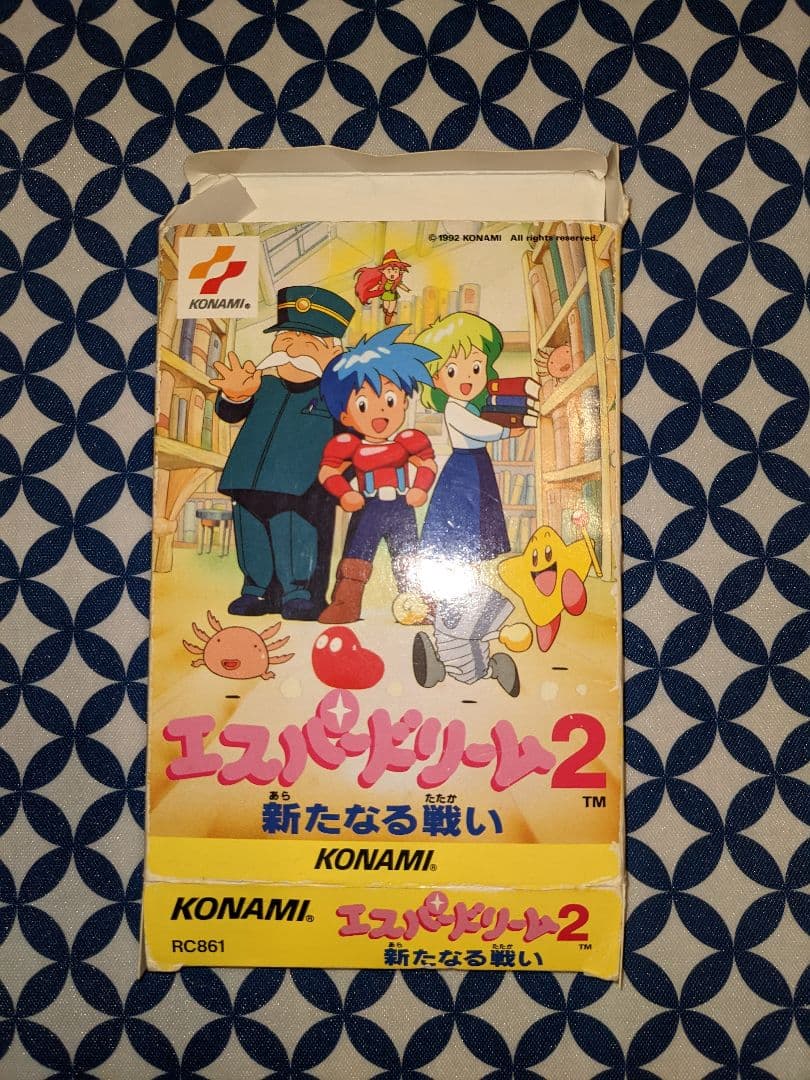 ©1992 KONAMI All rights reserved.
KONAMI®
エスパードリーム2
TM
あら たたか
新たなる戦い
KONAMI®
KONAMI®
エスパードリーム2
TM
RC861
あら たたか
新たなる戦い